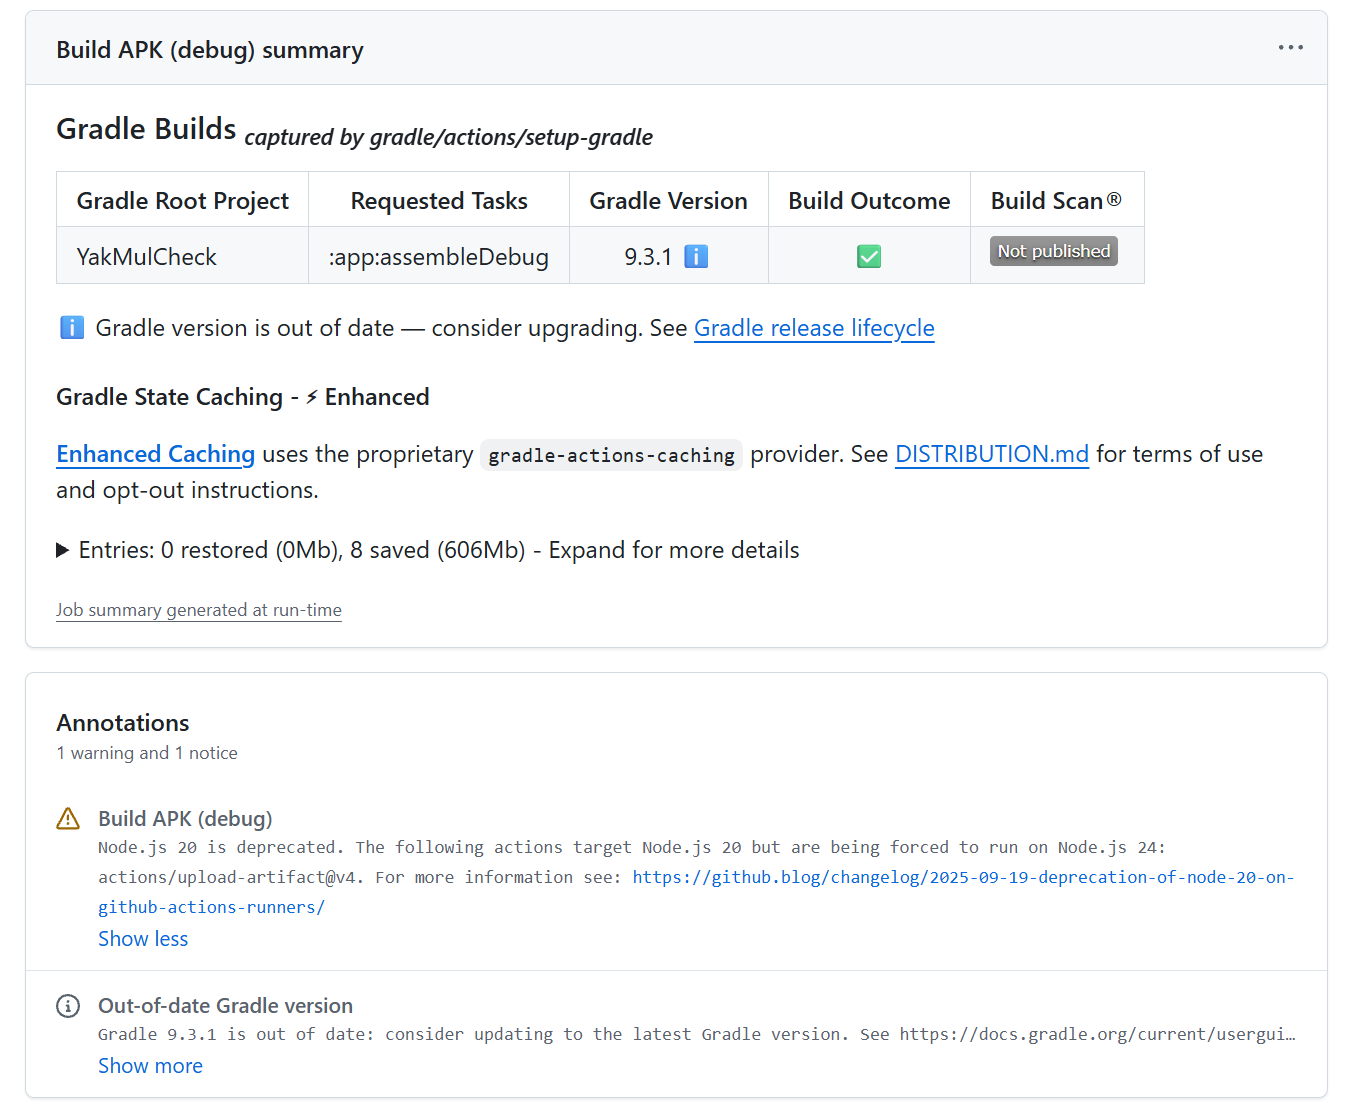 Build APK (debug) summary
Gradle Builds captured by gradle/actions/setup-gradle
Gradle Root Project Requested Tasks Gradle Version Build Outcome Build Scan®
YakMulCheck :app:assembleDebug 9.3.1 ℹ️ ✅ Not published
ℹ️ Gradle version is out of date — consider upgrading. See Gradle release lifecycle
Gradle State Caching - ⚡ Enhanced
Enhanced Caching uses the proprietary gradle-actions-caching provider. See DISTRIBUTION.md for terms of use
and opt-out instructions.
Entries: 0 restored (0Mb), 8 saved (606Mb) - Expand for more details
Job summary generated at run-time
Annotations
1 warning and 1 notice
Build APK (debug)
Node.js 20 is deprecated. The following actions target Node.js 20 but are being forced to run on Node.js 24:
actions/upload-artifact@v4. For more information see: https://github.blog/changelog/2025-09-19-deprecation-of-node-20-on-
github-actions-runners/
Show less
Out-of-date Gradle version
Gradle 9.3.1 is out of date: consider updating to the latest Gradle version. See https://docs.gradle.org/current/usergui…
Show more